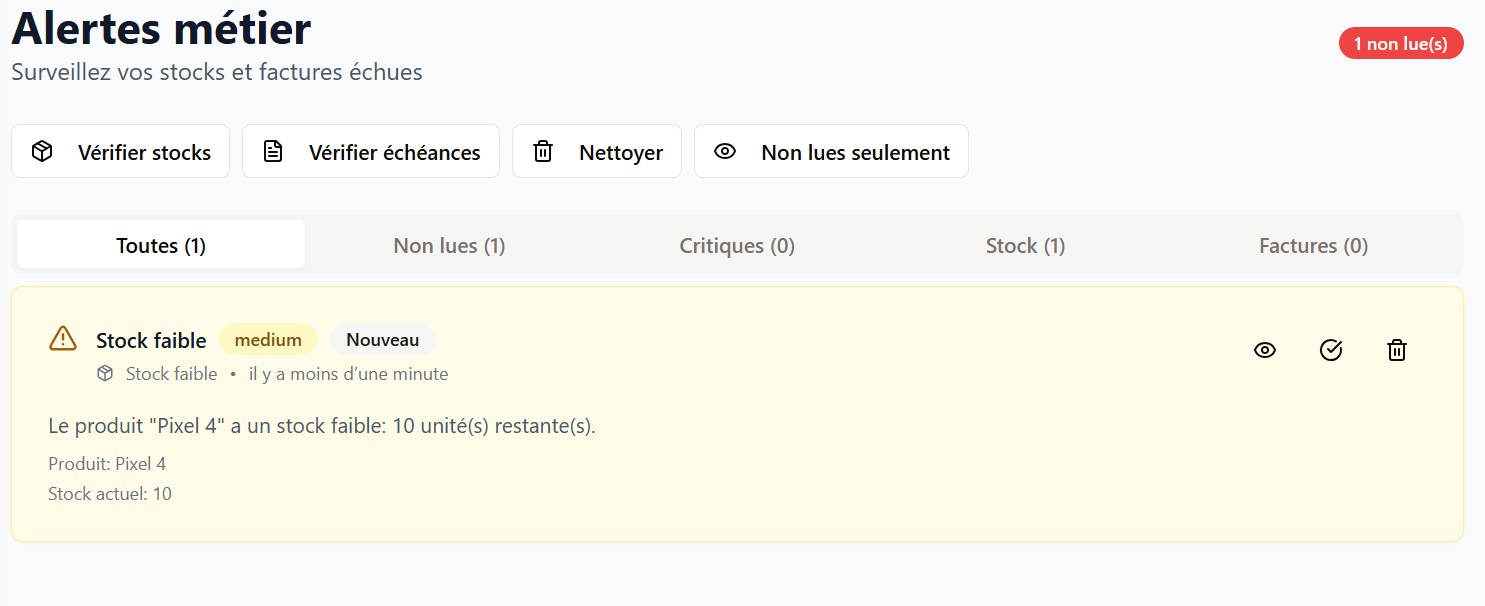 Alertes métier
1 non lue(s)
Surveillez vos stocks et factures échues
Vérifier stocks
Vérifier échéances
Nettoyer
Non lues seulement
Toutes (1)
Non lues (1)
Critiques (0)
Stock (1)
Factures (0)
Stock faible medium Nouveau
Stock faible • il y a moins d’une minute
Le produit "Pixel 4" a un stock faible: 10 unité(s) restante(s).
Produit: Pixel 4
Stock actuel: 10